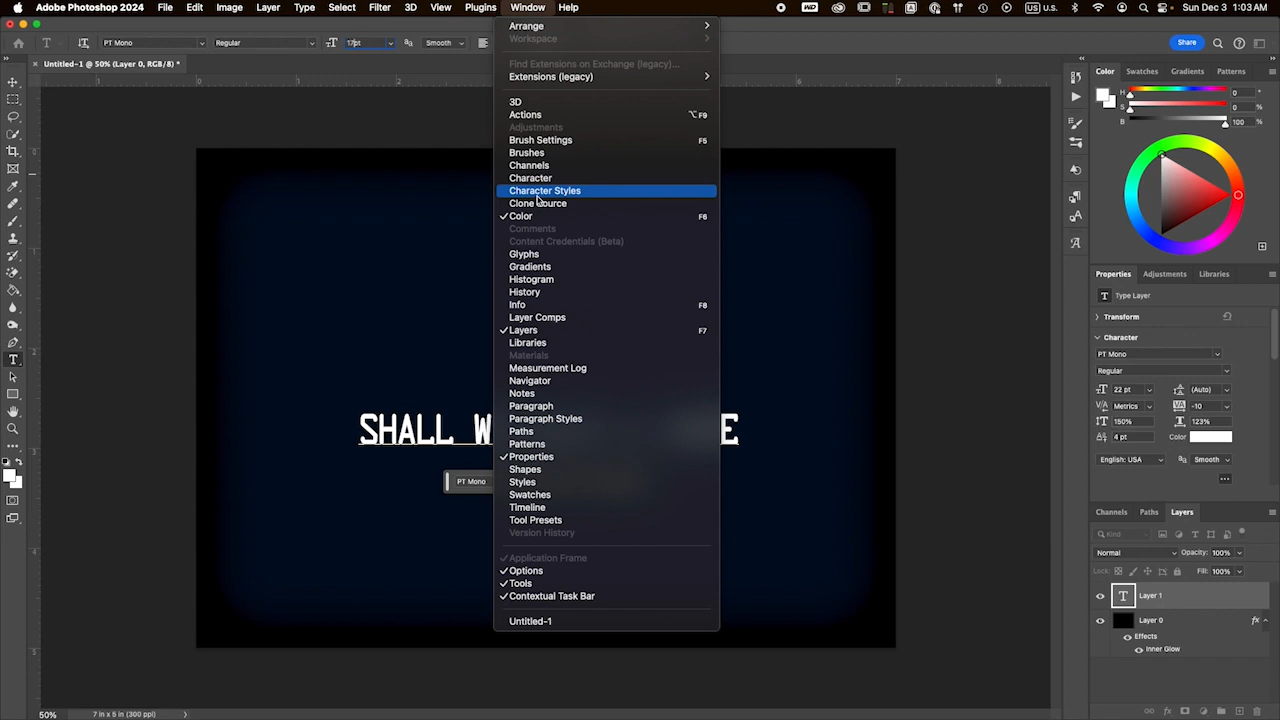 Adobe Photoshop 2024 File Edit Image Layer Type Select Filter 3D View Plugins Window Help U.S. Sun Dec 3 1:03 AM
PT Mono Regular 17pt Smooth Share
Untitled-1 @ 50% (Layer 0, RGB/8) *
Arrange
Workspace
Find Extensions on Exchange (legacy)...
Extensions (legacy)
3D
Actions ⌥F9
Adjustments
Brush Settings F5
Brushes
Channels
Character
Character Styles
Clone Source
Color F6
Comments
Content Credentials (Beta)
Glyphs
Gradients
Histogram
History
Info F8
Layer Comps
Layers F7
Libraries
Materials
Measurement Log
Navigator
Notes
Paragraph
Paragraph Styles
Paths
Patterns
Properties
Shapes
Styles
Swatches
Timeline
Tool Presets
Version History
Application Frame
Options
Tools
Contextual Task Bar
Untitled-1
SHALL W
E
PT Mono
Color Swatches Gradients Patterns
H 0 °
S 0 %
B 100 %
Properties Adjustments Libraries
Type Layer
Transform
Character
PT Mono
Regular
22 pt (Auto)
Metrics -10
150% 123%
4 pt Color
English: USA Smooth
Channels Paths Layers
Kind
Normal Opacity: 100%
Lock: Fill: 100%
Layer 1
Layer 0 fx
Effects
Inner Glow
50% 7 in x 5 in (300 ppi)